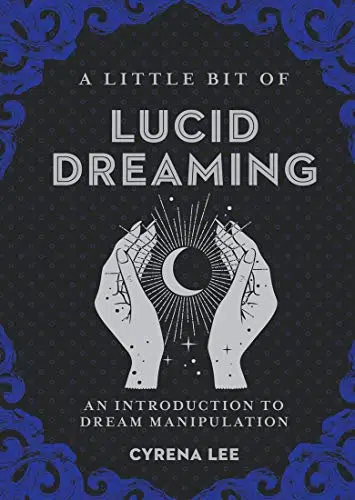 A LITTLE BIT OF
LUCID
DREAMING
AN INTRODUCTION TO
DREAM MANIPULATION
CYRENA LEE